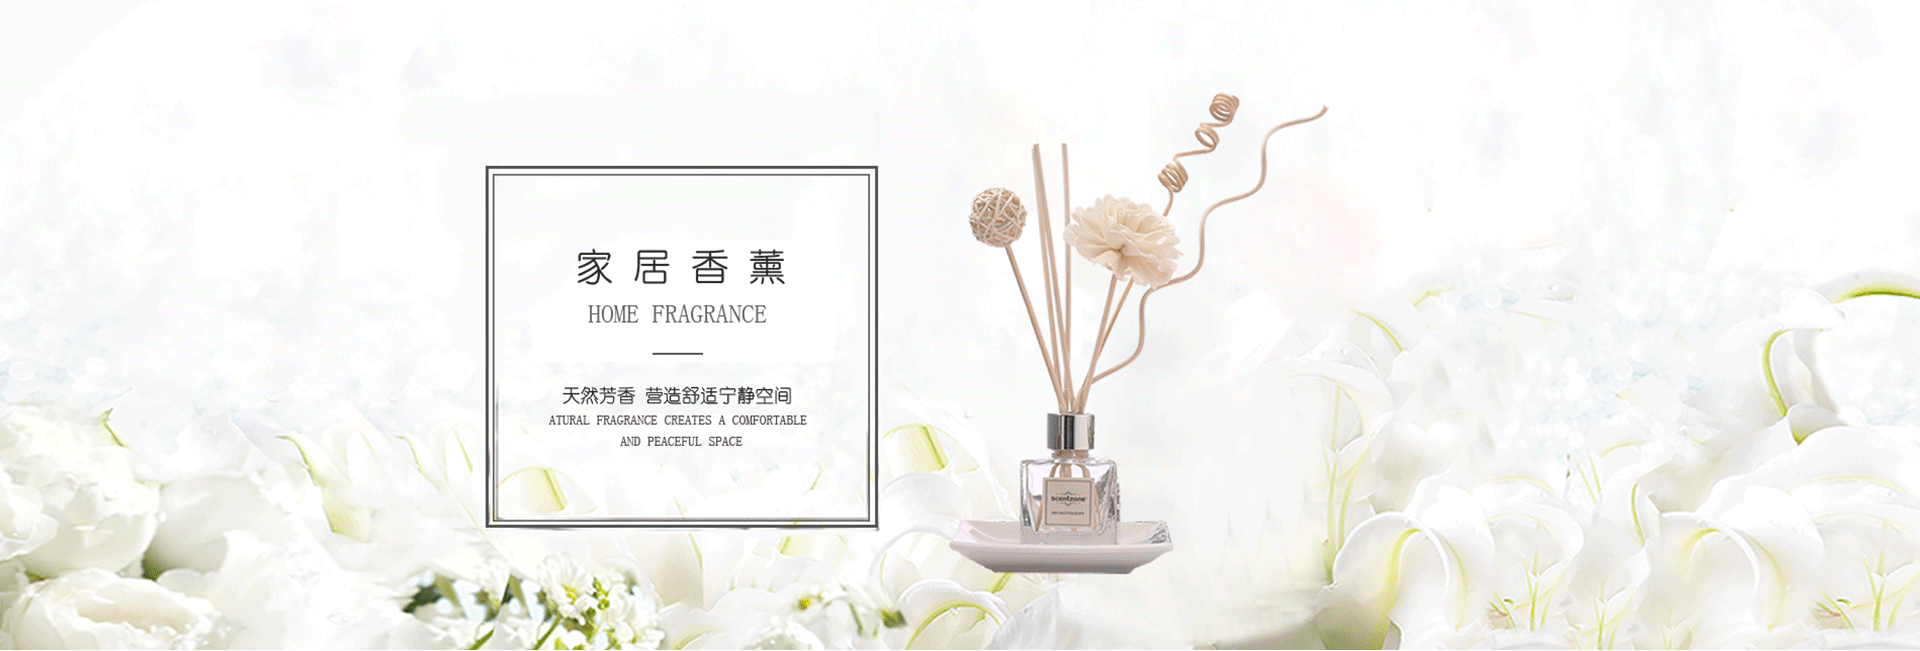 家居香薰
HOME FRAGRANCE
天然芳香 营造舒适宁静空间
ATURAL FRAGRANCE CREATES A COMFORTABLE
AND PEACEFUL SPACE
scentzone